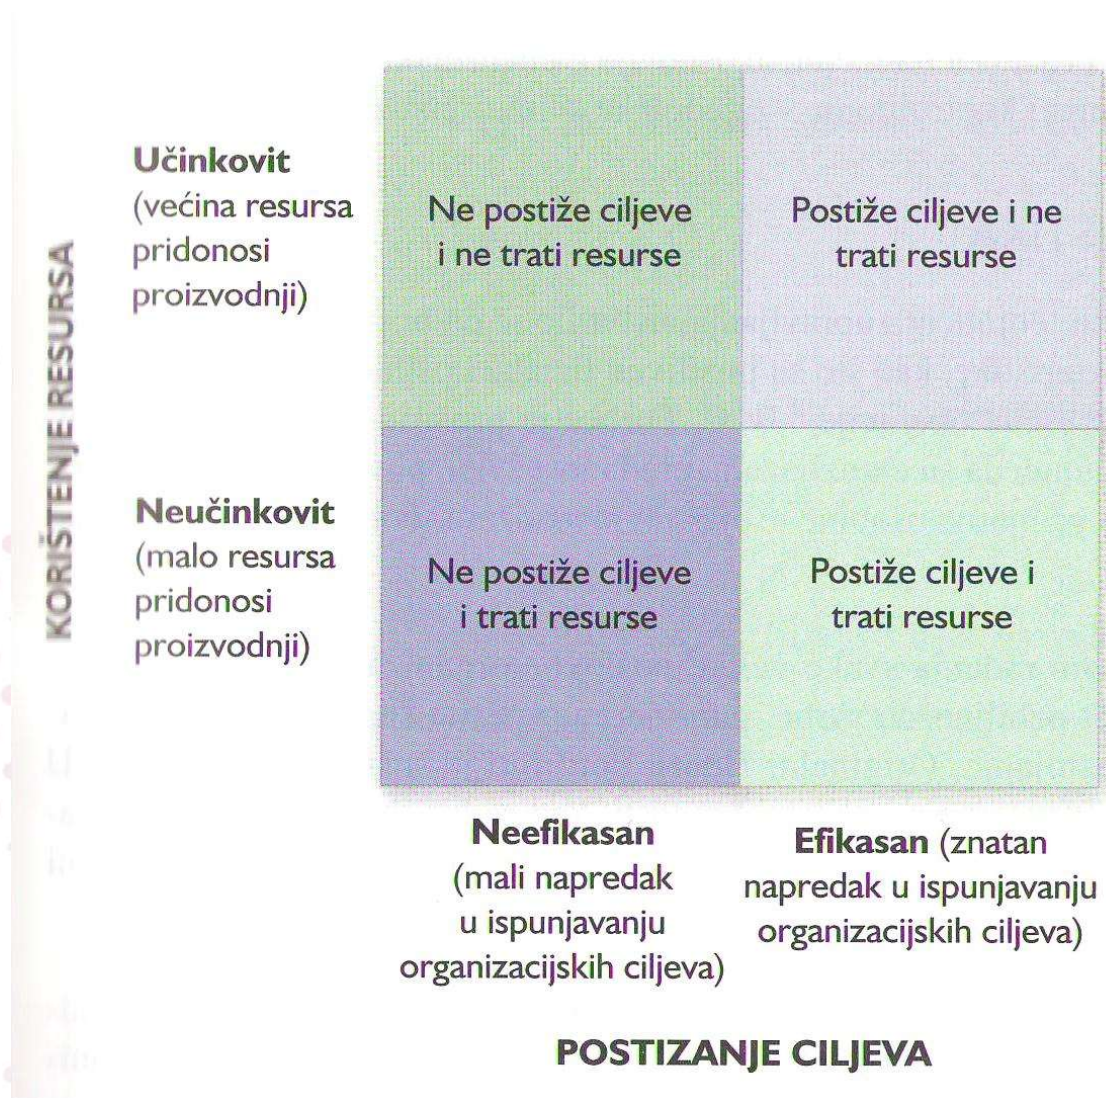 KORIŠTENJE RESURSA
Učinkovit
(većina resursa
pridonosi
proizvodnji)
Ne postiže ciljeve
i ne trati resurse
Postiže ciljeve i ne
trati resurse
Neučinkovit
(malo resursa
pridonosi
proizvodnji)
Ne postiže ciljeve
i trati resurse
Postiže ciljeve i
trati resurse
Neefikasan
(mali napredak
u ispunjavanju
organizacijskih ciljeva)
Efikasan (znatan
napredak u ispunjavanju
organizacijskih ciljeva)
POSTIZANJE CILJEVA